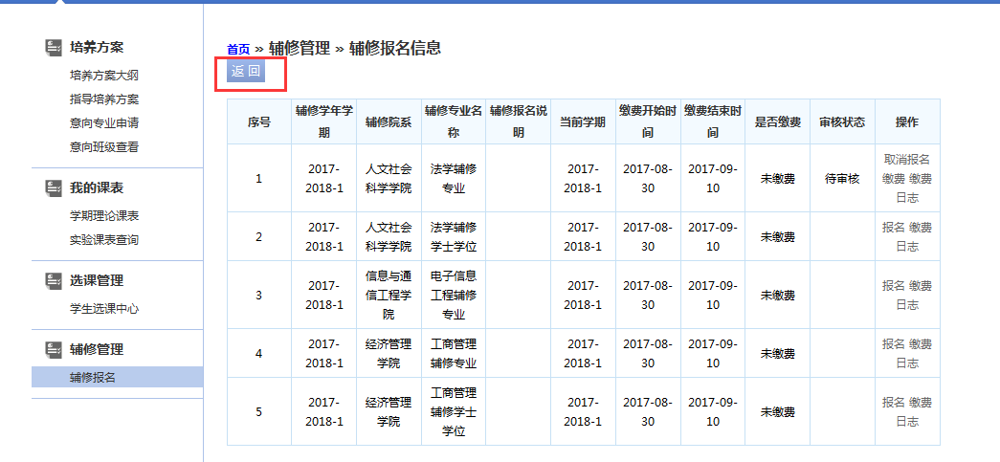 培养方案
培养方案大纲
指导培养方案
意向专业申请
意向班级查看
我的课表
学期理论课表
实验课表查询
选课管理
学生选课中心
辅修管理
辅修报名
首页 » 辅修管理 » 辅修报名信息
返 回
序号 辅修学年学期 辅修院系 辅修专业名称 辅修报名说明 当前学期 缴费开始时间 缴费结束时间 是否缴费 审核状态 操作
1 2017-2018-1 人文社会科学学院 法学辅修专业 2017-2018-1 2017-08-30 2017-09-10 未缴费 待审核 取消报名 缴费 缴费日志
2 2017-2018-1 人文社会科学学院 法学辅修学士学位 2017-2018-1 2017-08-30 2017-09-10 未缴费 报名 缴费日志
3 2017-2018-1 信息与通信工程学院 电子信息工程辅修专业 2017-2018-1 2017-08-30 2017-09-10 未缴费 报名 缴费日志
4 2017-2018-1 经济管理学院 工商管理辅修专业 2017-2018-1 2017-08-30 2017-09-10 未缴费 报名 缴费日志
5 2017-2018-1 经济管理学院 工商管理辅修学士学位 2017-2018-1 2017-08-30 2017-09-10 未缴费 报名 缴费日志